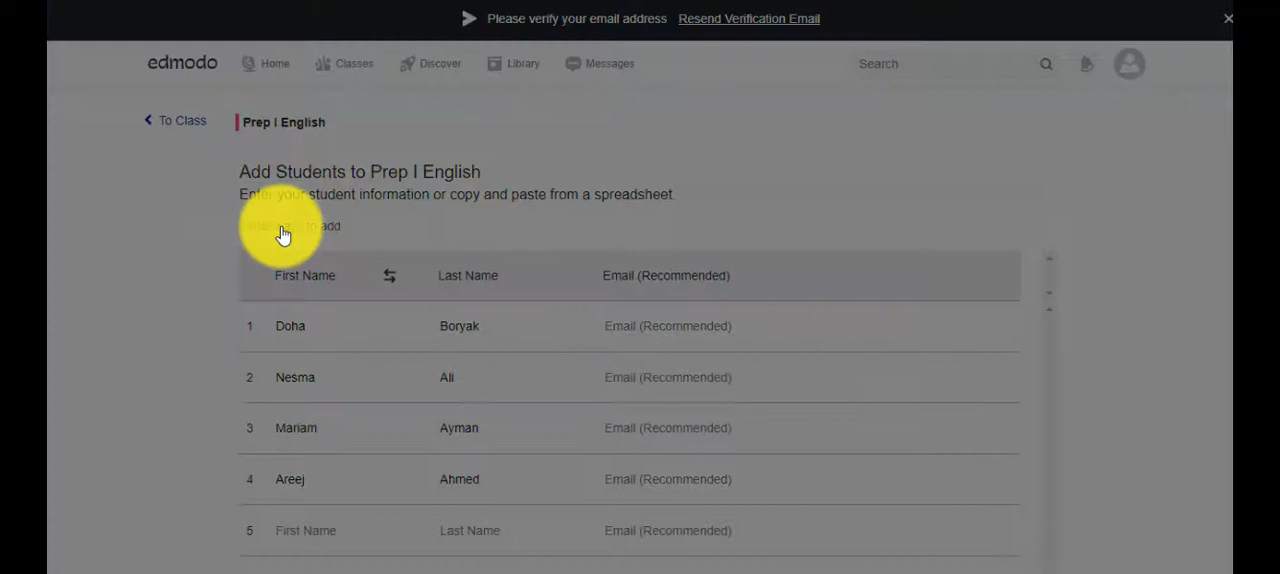 Please verify your email address Resend Verification Email
edmodo Home Classes Discover Library Messages Search
To Class Prep I English
Add Students to Prep I English
Enter your student information or copy and paste from a spreadsheet.
to add
First Name Last Name Email (Recommended)
1 Doha Boryak Email (Recommended)
2 Nesma Ali Email (Recommended)
3 Mariam Ayman Email (Recommended)
4 Areej Ahmed Email (Recommended)
5 First Name Last Name Email (Recommended)